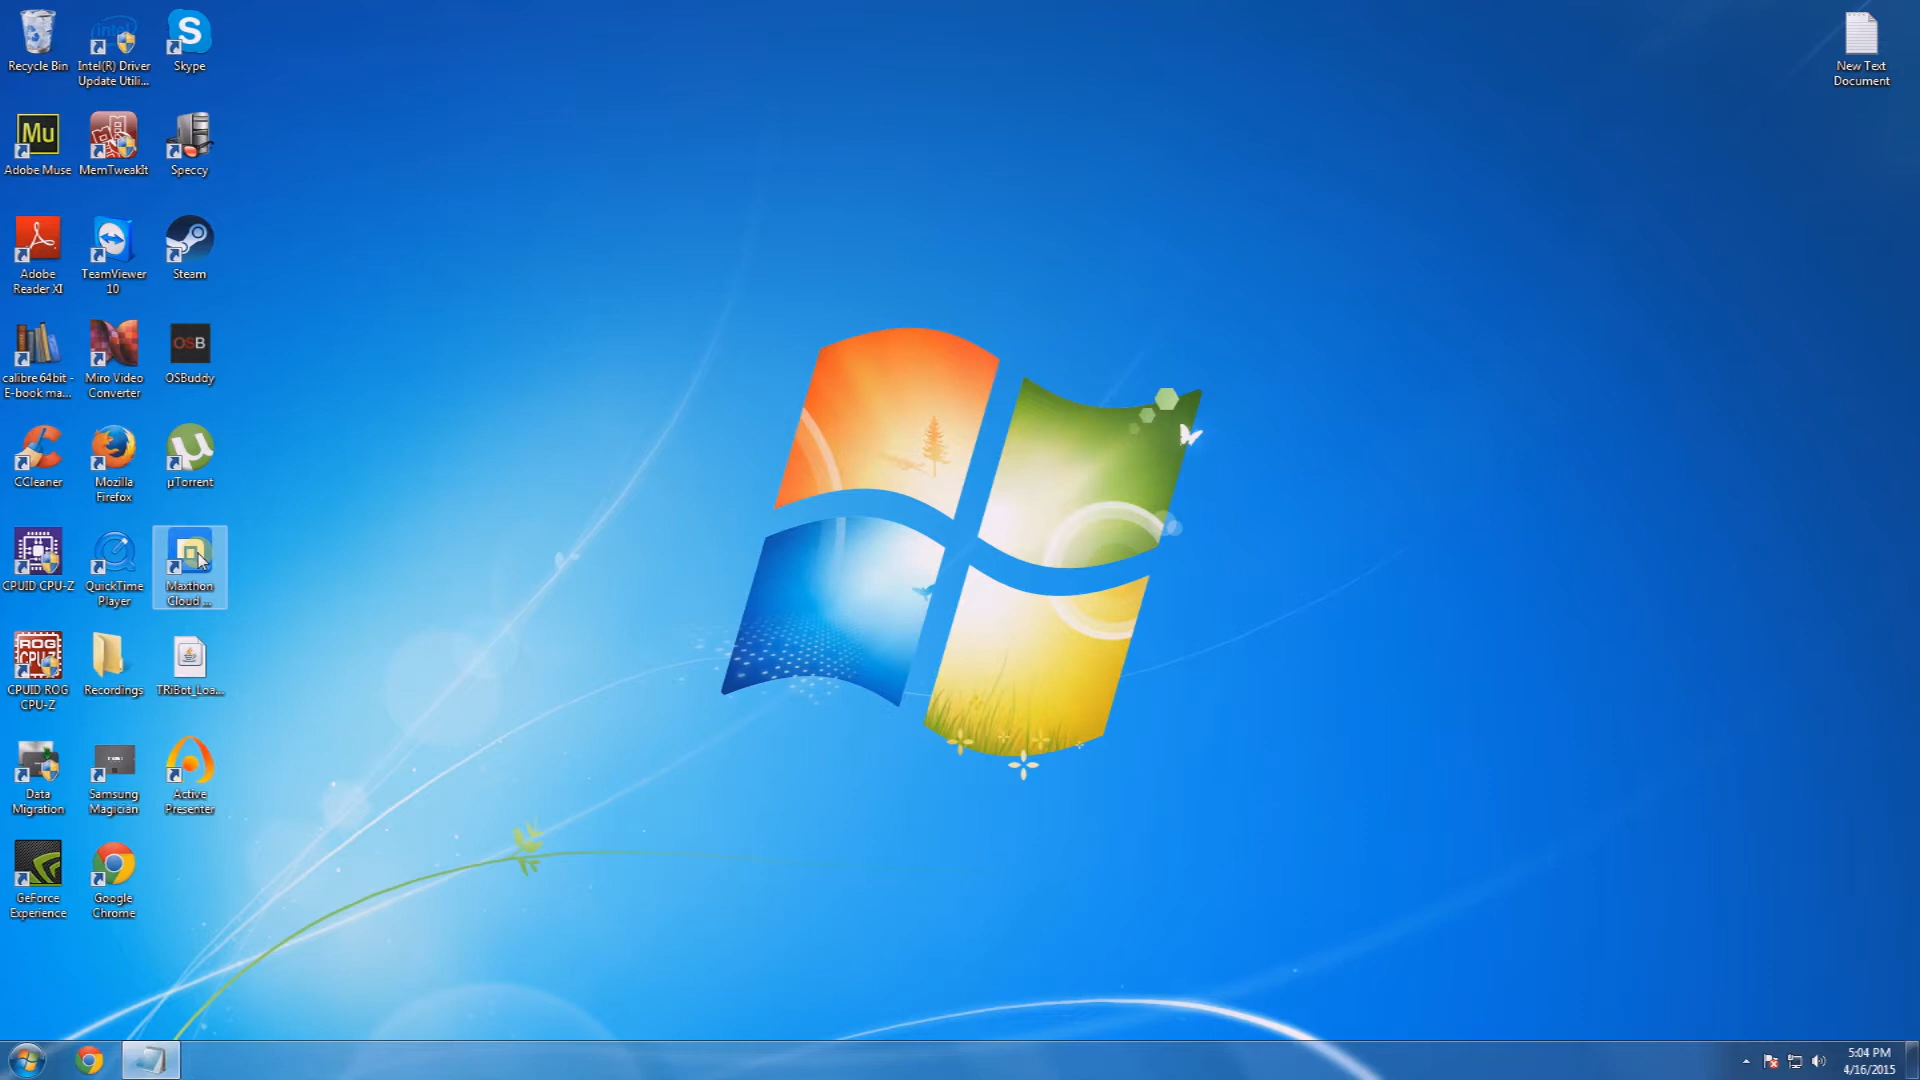 Recycle Bin
Intel(R) Driver
Update Utili...
Skype
New Text
Document
Mu
Adobe Muse
MemTweakIt
Speccy
Adobe
Reader XI
TeamViewer
10
Steam
OSB
calibre 64bit -
E-book ma...
Miro Video
Converter
OSBuddy
CCleaner
Mozilla
Firefox
µTorrent
CPUID CPU-Z
QuickTime
Player
Maxthon
Cloud ...
ROG
CPU-Z
CPUID ROG
CPU-Z
Recordings
TRiBot_Loa...
Data
Migration
Samsung
Magician
Active
Presenter
GeForce
Experience
Google
Chrome
5:04 PM
4/16/2015